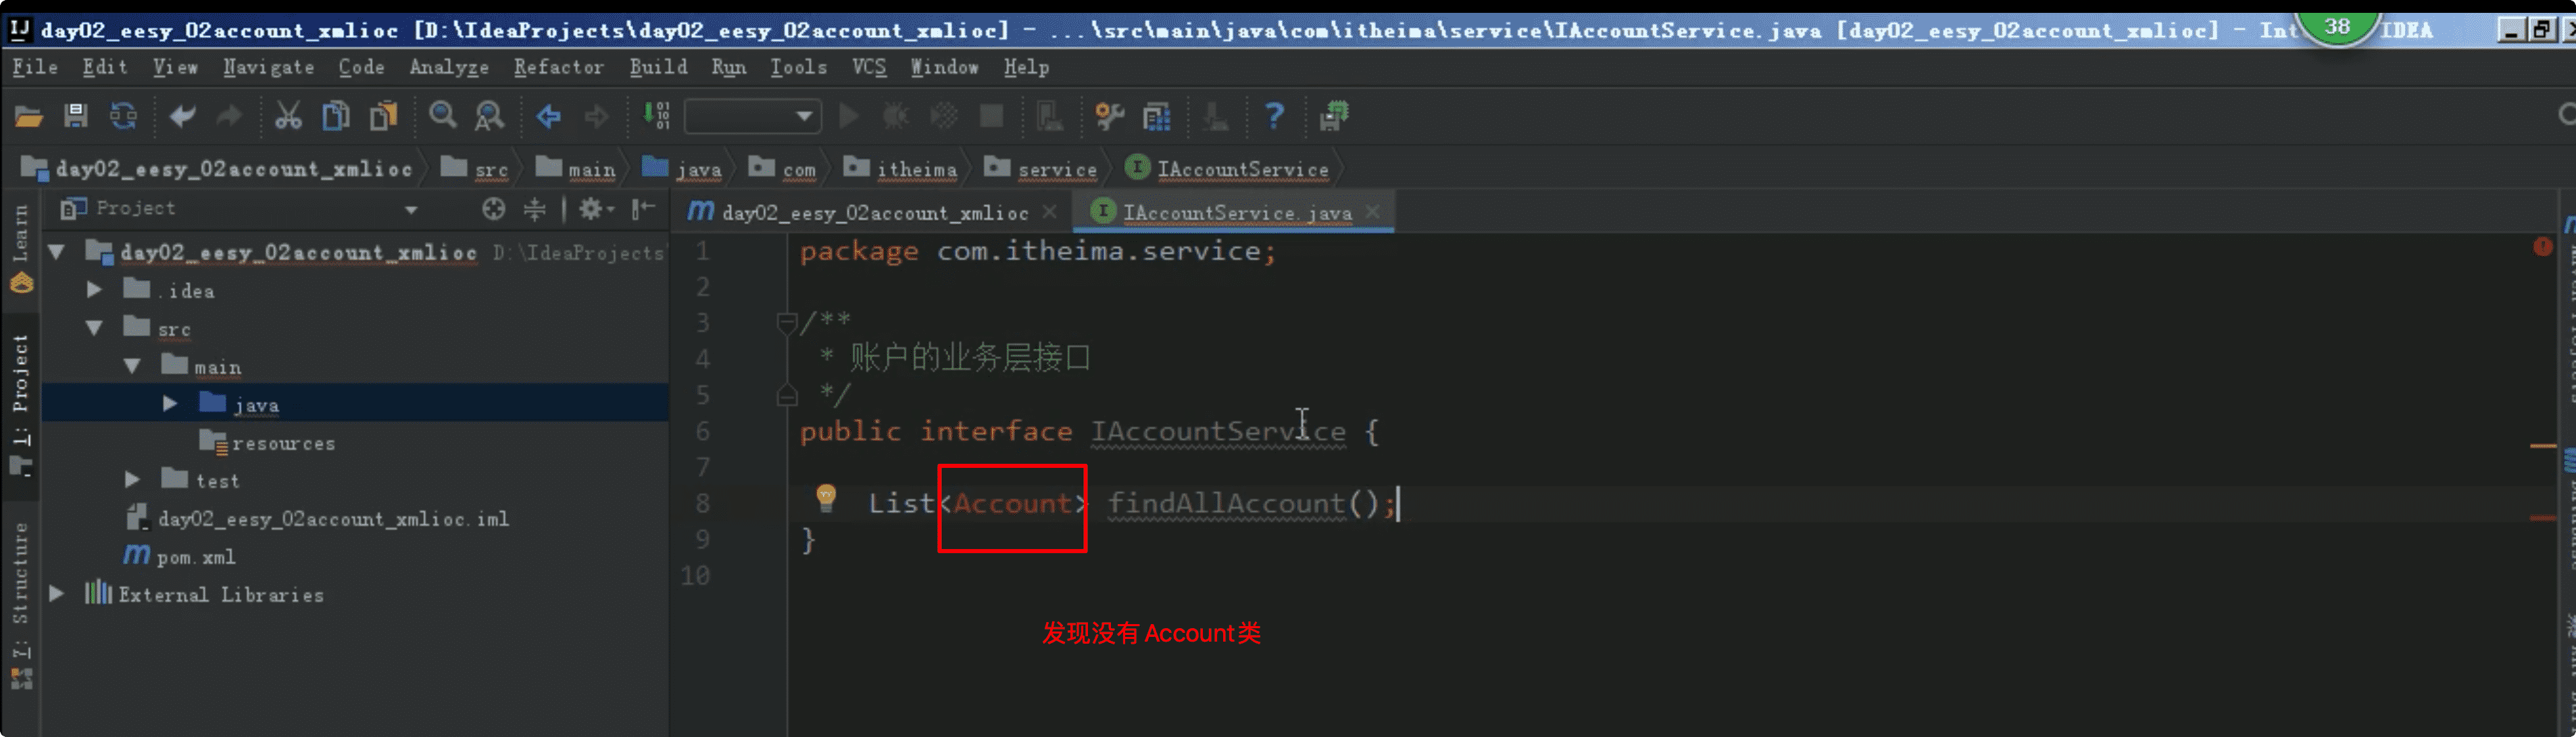 day02_eesy_02account_xmlioc [D:\IdeaProjects\day02_eesy_02account_xmlioc] - ...\src\main\java\com\itheima\service\IAccountService.java [day02_eesy_02account_xmlioc] - IDEA
38
File Edit View Navigate Code Analyze Refactor Build Run Tools VCS Window Help
day02_eesy_02account_xmlioc src main java com itheima service IAccountService
Project
day02_eesy_02account_xmlioc IAccountService.java
Learn
1: Project
7: Structure
day02_eesy_02account_xmlioc D:\IdeaProjects
.idea
src
main
java
resources
test
day02_eesy_02account_xmlioc.iml
pom.xml
External Libraries
1 package com.itheima.service;
2
3 /**
4 * 账户的业务层接口
5 */
6 public interface IAccountService {
7
8 List<Account> findAllAccount();
9 }
10
发现没有Account类